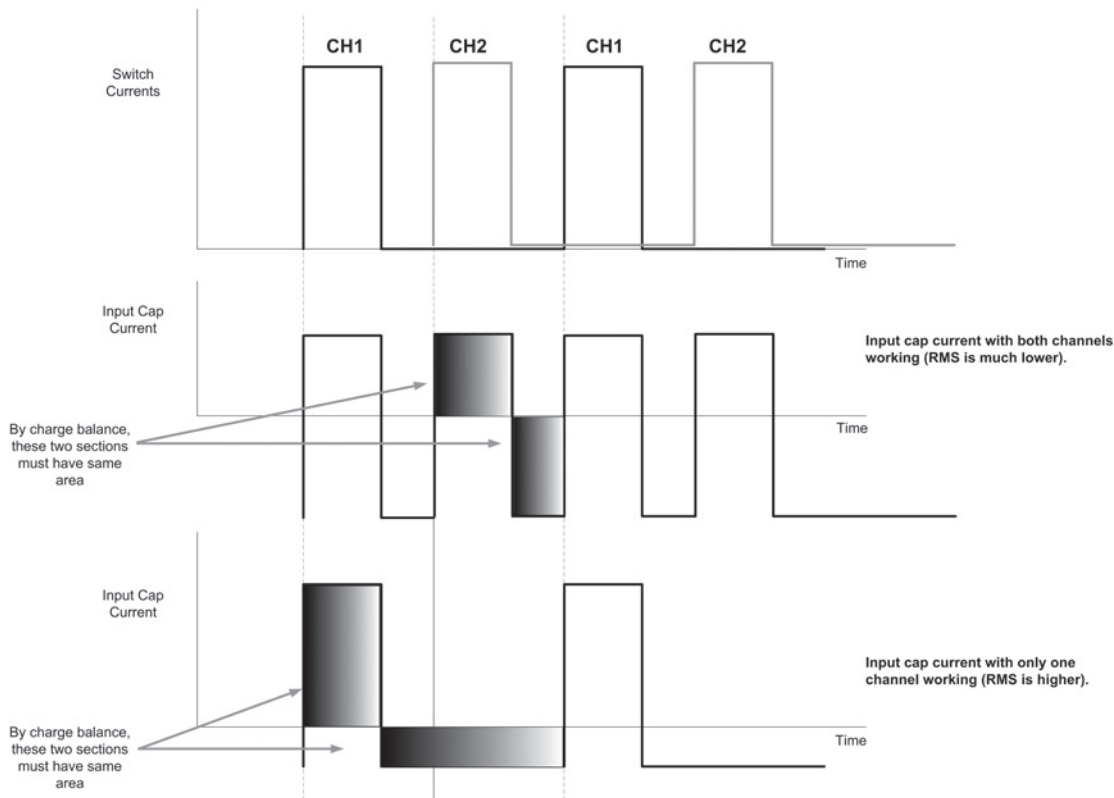 CH1
CH2
CH1
CH2
Switch
Currents
Time
Input Cap
Current
Input cap current with both channels
working (RMS is much lower).
Time
By charge balance,
these two sections
must have same
area
Input Cap
Current
Input cap current with only one
channel working (RMS is higher).
By charge balance,
these two sections
must have same
area
Time